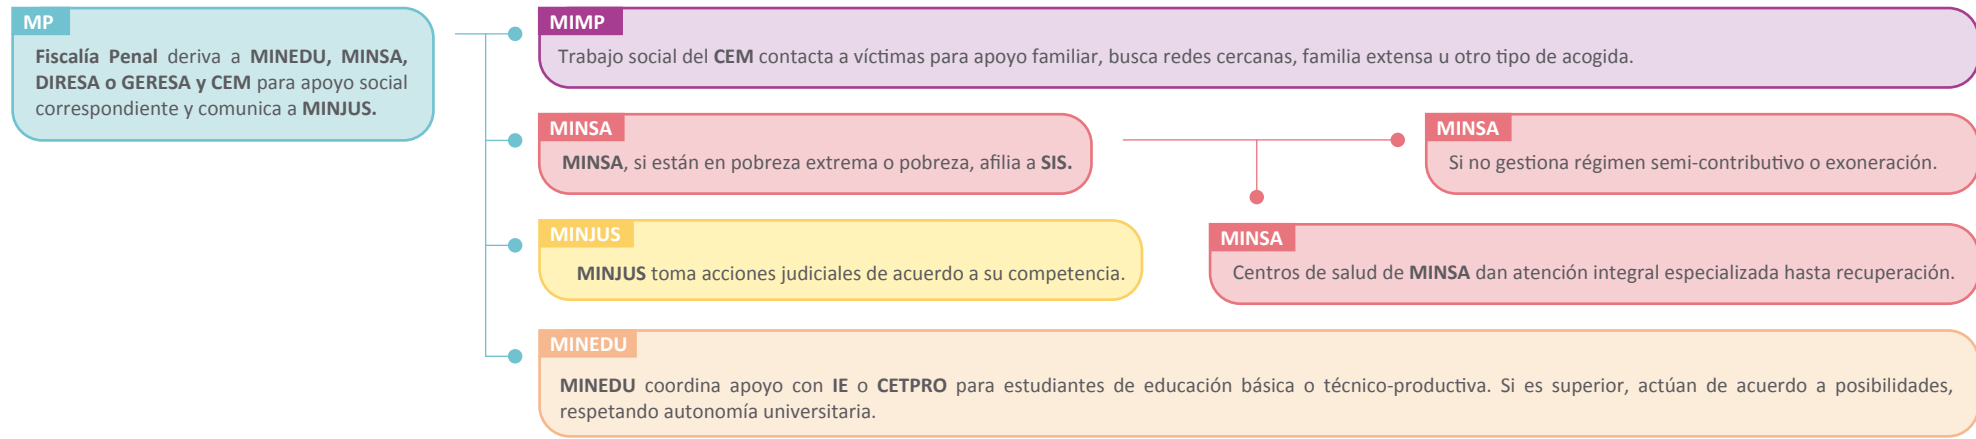 MP
Fiscalía Penal deriva a MINEDU, MINSA,
DIRESA o GERESA y CEM para apoyo social
correspondiente y comunica a MINJUS.
MIMP
Trabajo social del CEM contacta a víctimas para apoyo familiar, busca redes cercanas, familia extensa u otro tipo de acogida.
MINSA
MINSA, si están en pobreza extrema o pobreza, afilia a SIS.
MINSA
Si no gestiona régimen semi-contributivo o exoneración.
MINJUS
MINJUS toma acciones judiciales de acuerdo a su competencia.
MINSA
Centros de salud de MINSA dan atención integral especializada hasta recuperación.
MINEDU
MINEDU coordina apoyo con IE o CETPRO para estudiantes de educación básica o técnico-productiva. Si es superior, actúan de acuerdo a posibilidades,
respetando autonomía universitaria.